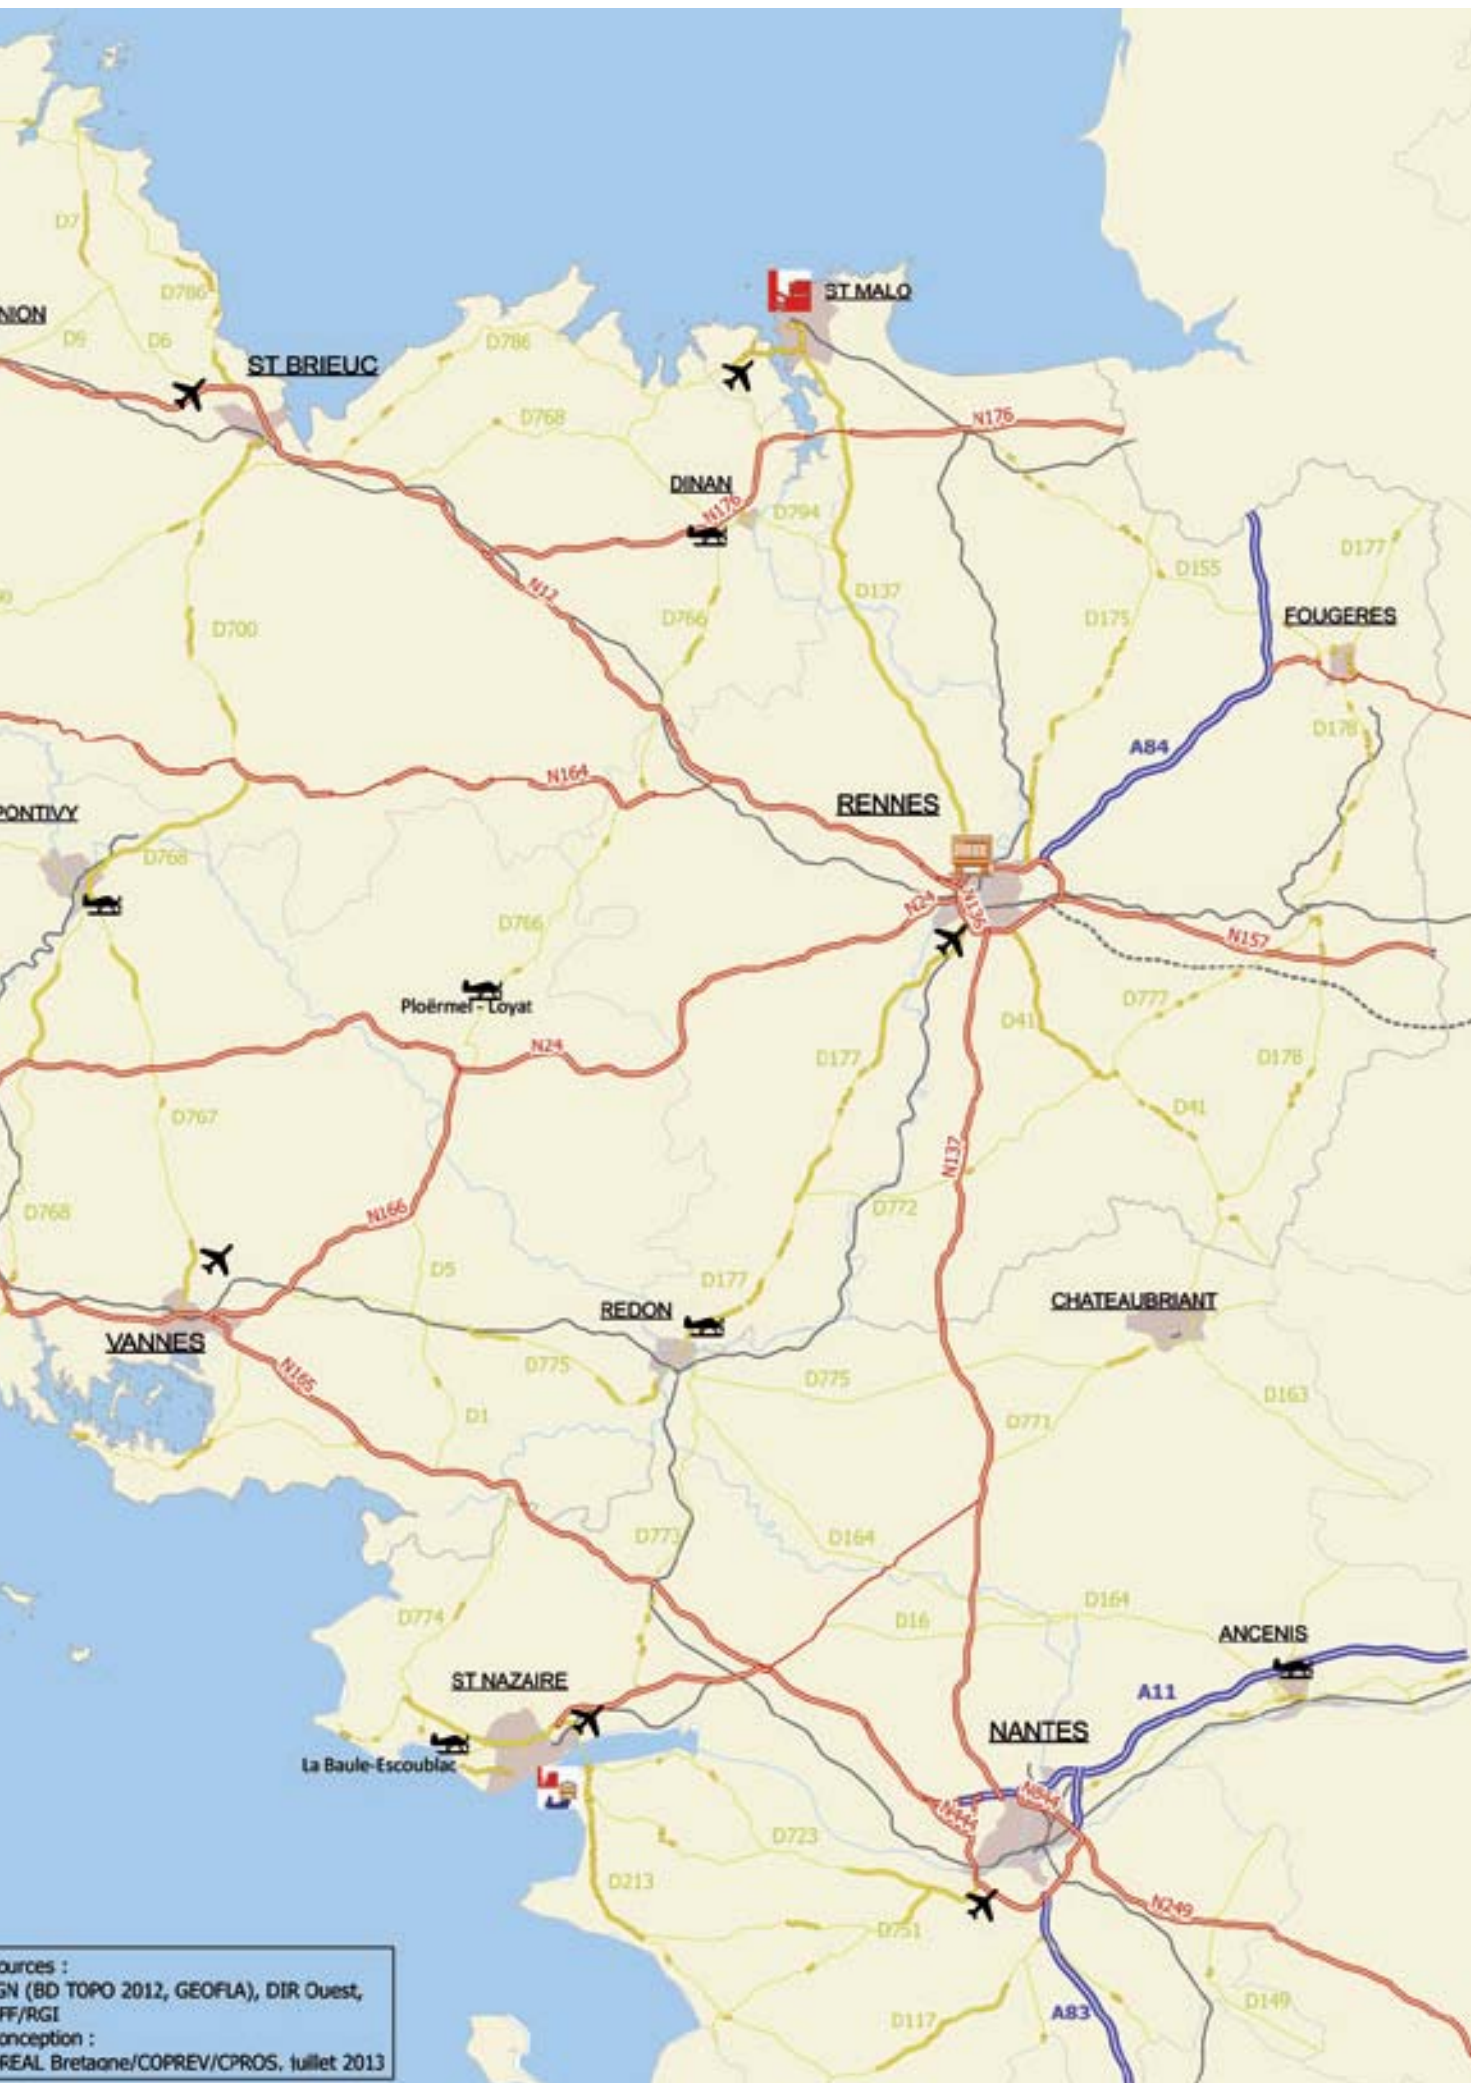 D7
D786
NION
D6
D6
ST BRIEUC
D786
ST MALO
D768
N176
DINAN
N176
D794
D177
D155
N12
D137
D766
D175
FOUGERES
D700
D178
A84
N164
PONTIVY
RENNES
D768
N24
N136
D766
N157
Ploërmel - Loyat
D777
D41
N24
D177
D178
D767
D41
N137
D768
N166
D772
D5
D177
REDON
CHATEAUBRIANT
VANNES
N165
D775
D775
D163
D1
D771
D773
D164
D774
D16
D164
ANCENIS
ST NAZAIRE
A11
NANTES
La Baule-Escoublac
N844
N444
D723
D213
N249
D751
D117
A83
D149
ources :
GN (BD TOPO 2012, GEOFLA), DIR Ouest,
FF/RGI
onception :
REAL Bretagne/COPREV/CPROS, juillet 2013